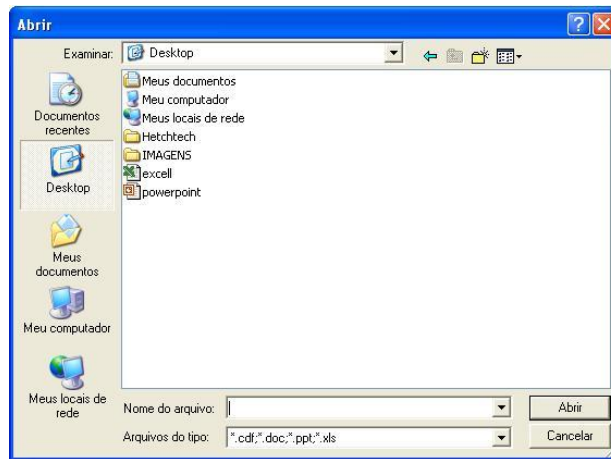 Abrir
Examinar: Desktop
Documentos
recentes
Desktop
Meus
documentos
Meu computador
Meus locais de
rede
Meus documentos
Meu computador
Meus locais de rede
Hetchtech
IMAGENS
excell
powerpoint
Nome do arquivo: Abrir
Arquivos do tipo: *.cdf;*.doc;*.ppt;*.xls Cancelar